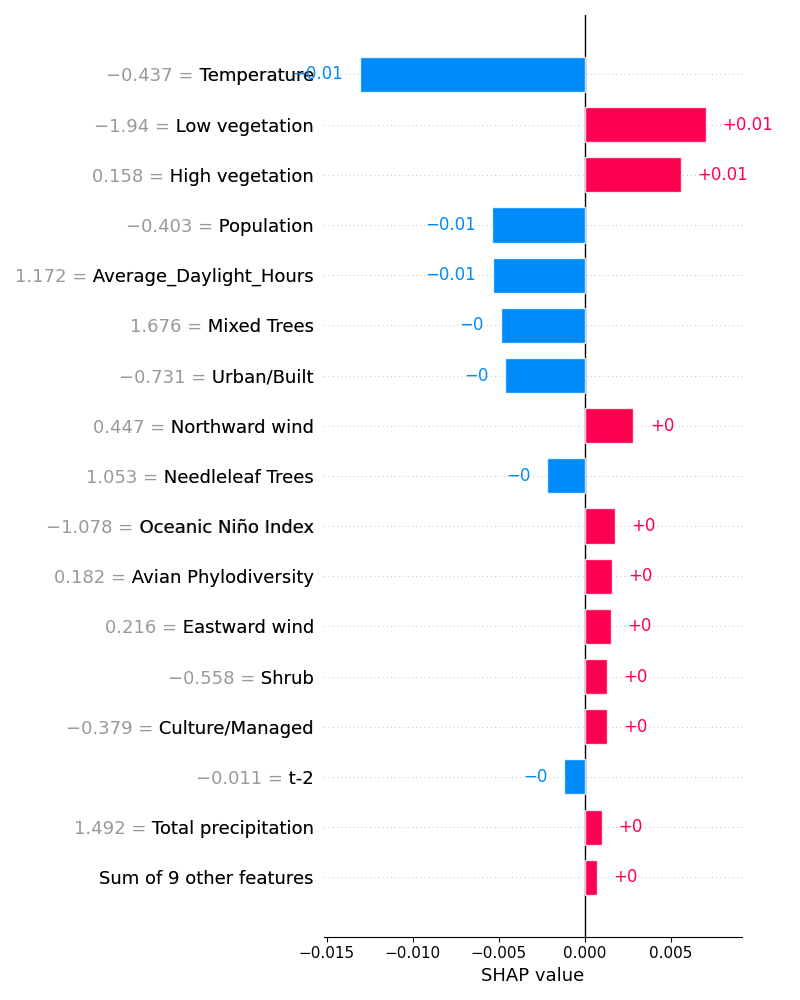 −0.437 = Temperature −0.01
−1.94 = Low vegetation +0.01
0.158 = High vegetation +0.01
−0.403 = Population −0.01
1.172 = Average_Daylight_Hours −0.01
1.676 = Mixed Trees −0
−0.731 = Urban/Built −0
0.447 = Northward wind +0
1.053 = Needleleaf Trees −0
−1.078 = Oceanic Niño Index +0
0.182 = Avian Phylodiversity +0
0.216 = Eastward wind +0
−0.558 = Shrub +0
−0.379 = Culture/Managed +0
−0.011 = t-2 −0
1.492 = Total precipitation +0
Sum of 9 other features +0
−0.015 −0.010 −0.005 0.000 0.005
SHAP value